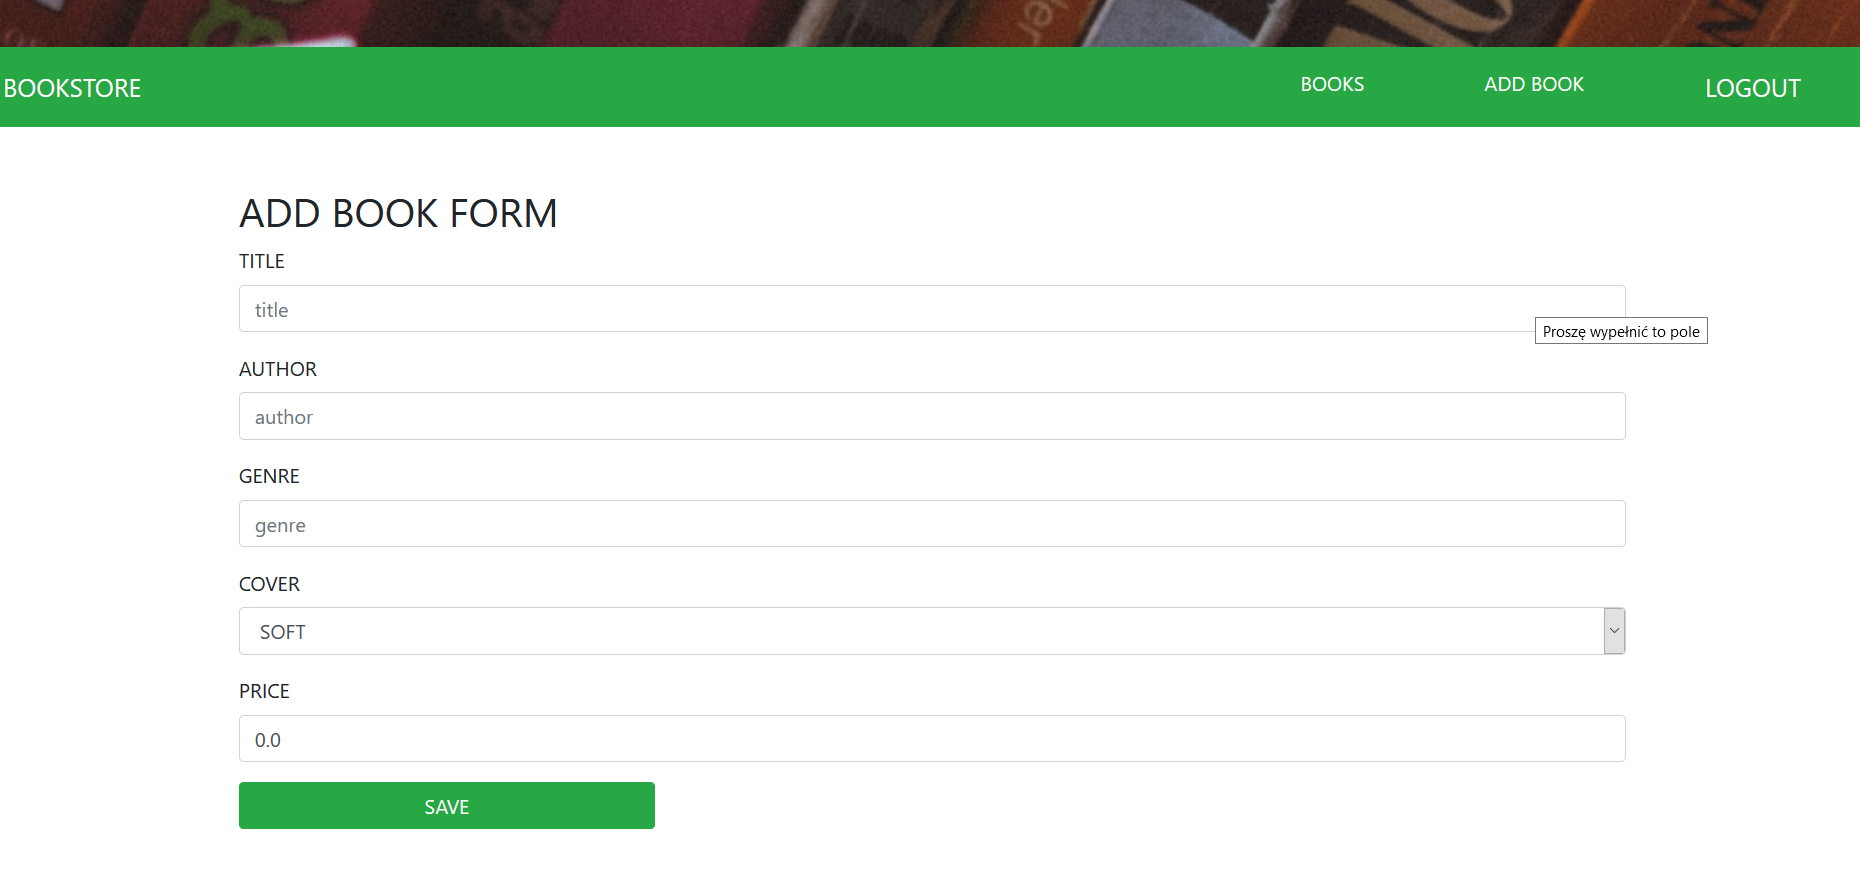 BOOKSTORE
BOOKS
ADD BOOK
LOGOUT
ADD BOOK FORM
TITLE
title
Proszę wypełnić to pole
AUTHOR
author
GENRE
genre
COVER
SOFT
PRICE
0.0
SAVE